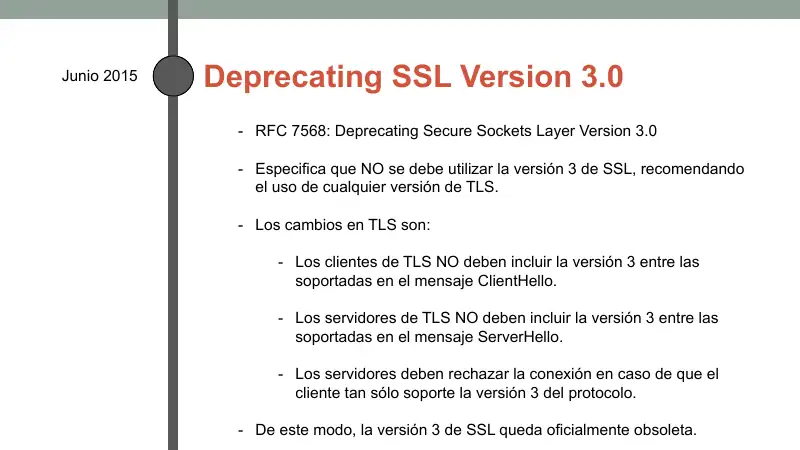 Junio 2015
Deprecating SSL Version 3.0
- RFC 7568: Deprecating Secure Sockets Layer Version 3.0
- Especifica que NO se debe utilizar la versión 3 de SSL, recomendando
el uso de cualquier versión de TLS.
- Los cambios en TLS son:
- Los clientes de TLS NO deben incluir la versión 3 entre las
soportadas en el mensaje ClientHello.
- Los servidores de TLS NO deben incluir la versión 3 entre las
soportadas en el mensaje ServerHello.
- Los servidores deben rechazar la conexión en caso de que el
cliente tan sólo soporte la versión 3 del protocolo.
- De este modo, la versión 3 de SSL queda oficialmente obsoleta.